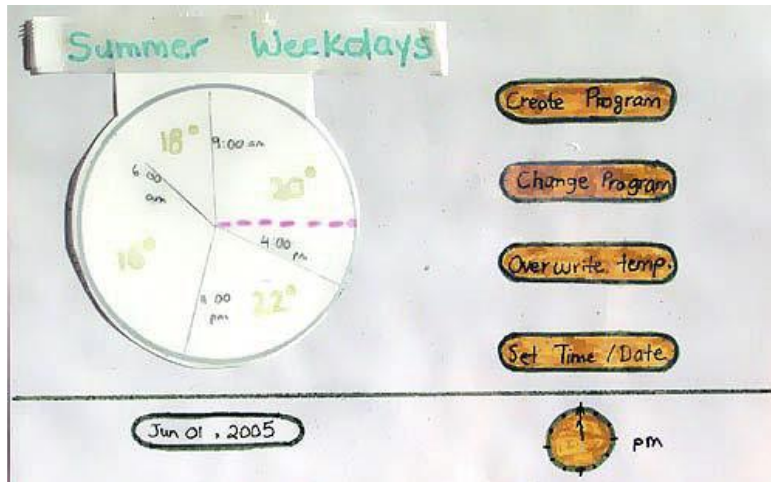 Summer Weekdays
18°
9:00 am
6:00
am
20°
4:00
pm
16°
22°
:00
pm
Create Program
Change Program
Overwrite temp.
Set Time/Date
Jun 01, 2005
pm